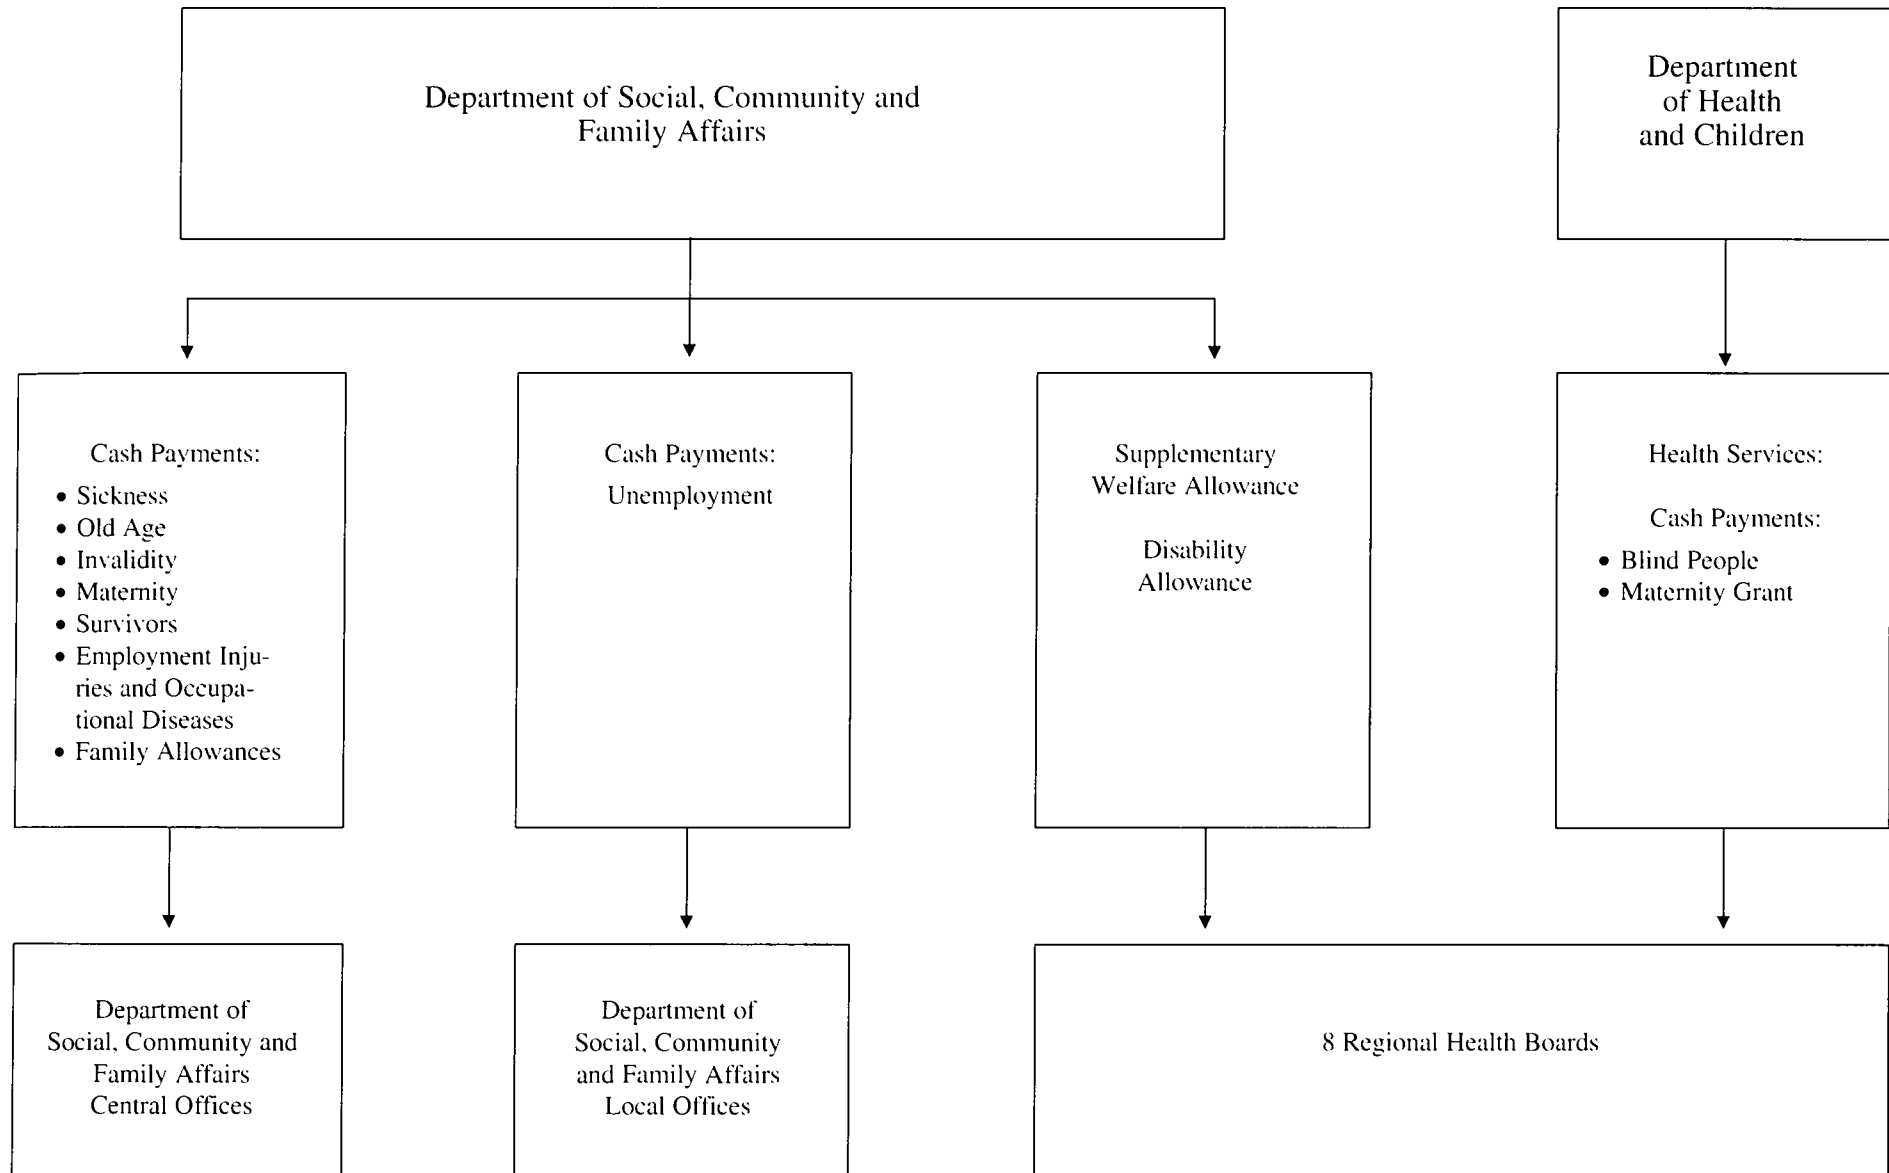 Department of Social, Community and
Family Affairs
Department
of Health
and Children
Cash Payments:
• Sickness
• Old Age
• Invalidity
• Maternity
• Survivors
• Employment Inju-
ries and Occupa-
tional Diseases
• Family Allowances
Cash Payments:
Unemployment
Supplementary
Welfare Allowance
Disability
Allowance
Health Services:
Cash Payments:
• Blind People
• Maternity Grant
Department of
Social, Community and
Family Affairs
Central Offices
Department of
Social, Community
and Family Affairs
Local Offices
8 Regional Health Boards